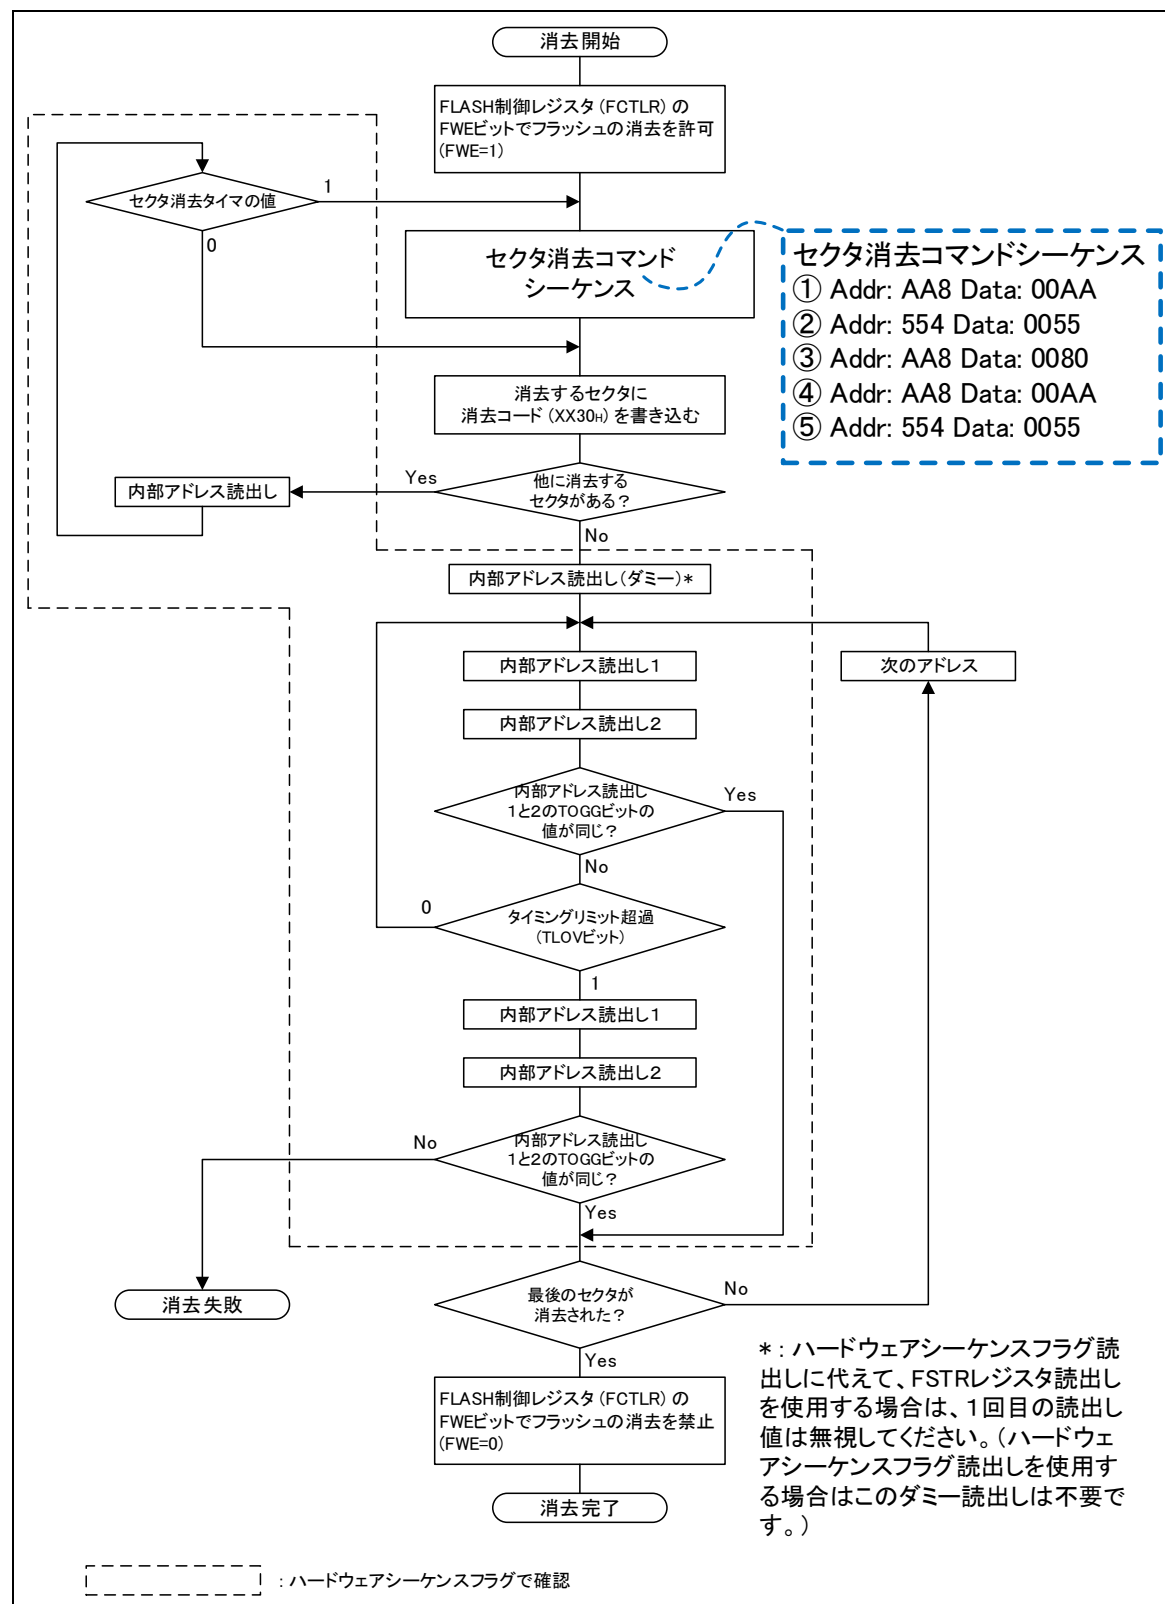 消去開始
FLASH制御レジスタ (FCTLR) の
FWEビットでフラッシュの消去を許可
(FWE=1)
セクタ消去タイマの値
1
0
セクタ消去コマンド
シーケンス
セクタ消去コマンドシーケンス
① Addr: AA8 Data: 00AA
② Addr: 554 Data: 0055
③ Addr: AA8 Data: 0080
④ Addr: AA8 Data: 00AA
⑤ Addr: 554 Data: 0055
消去するセクタに
消去コード (XX30H) を書き込む
他に消去する
セクタがある？
Yes
内部アドレス読出し
No
内部アドレス読出し(ダミー)*
内部アドレス読出し1
次のアドレス
内部アドレス読出し2
内部アドレス読出し
1と2のTOGGビットの
値が同じ？
Yes
No
タイミングリミット超過
(TLOVビット)
0
1
内部アドレス読出し1
内部アドレス読出し2
内部アドレス読出し
1と2のTOGGビットの
値が同じ？
No
Yes
消去失敗
最後のセクタが
消去された？
No
Yes
FLASH制御レジスタ (FCTLR) の
FWEビットでフラッシュの消去を禁止
(FWE=0)
消去完了
*：ハードウェアシーケンスフラグ読
出しに代えて、FSTRレジスタ読出し
を使用する場合は、1回目の読出し
値は無視してください。(ハードウェ
アシーケンスフラグ読出しを使用す
る場合はこのダミー読出しは不要で
す。)
：ハードウェアシーケンスフラグで確認